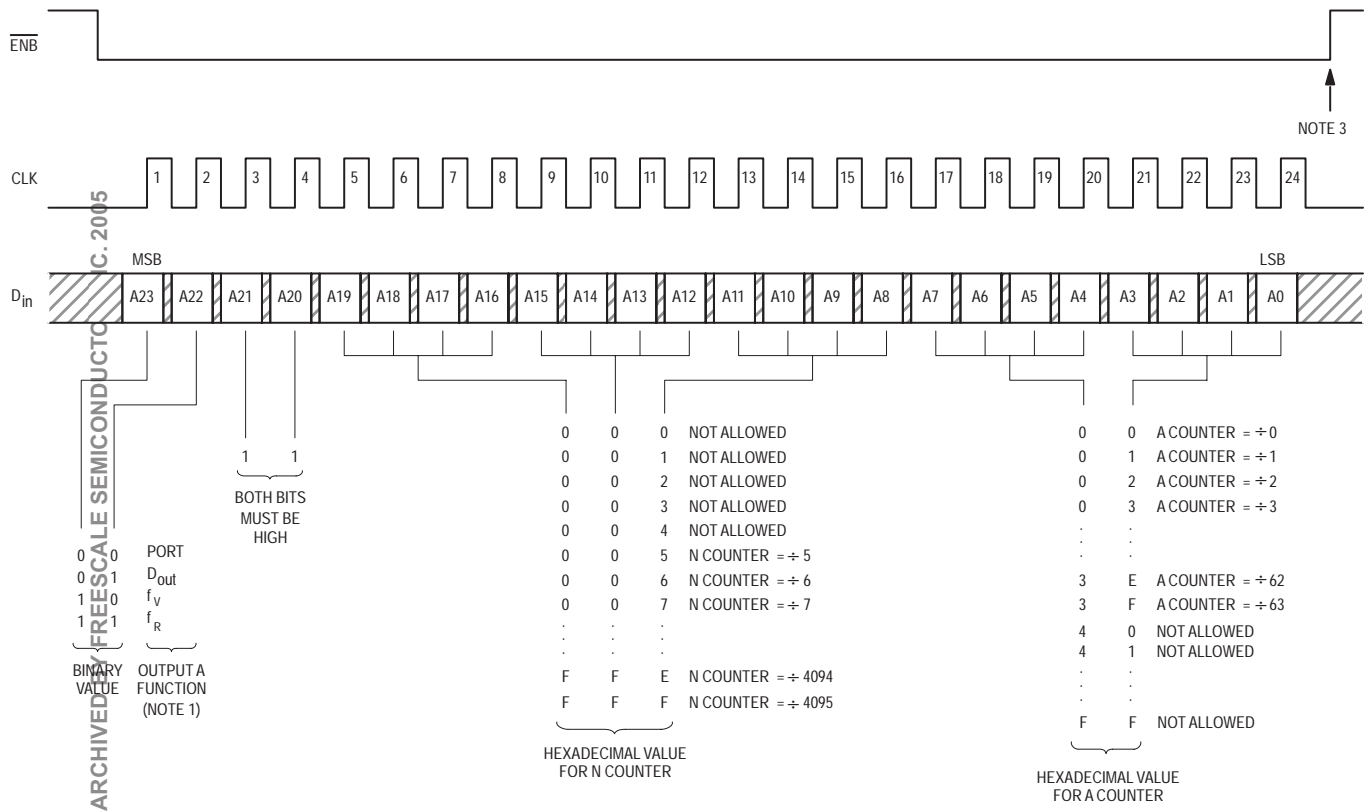 ENB
NOTE 3
CLK
1 2 3 4 5 6 7 8 9 10 11 12 13 14 15 16 17 18 19 20 21 22 23 24
MSB
LSB
Din
A23 A22 A21 A20 A19 A18 A17 A16 A15 A14 A13 A12 A11 A10 A9 A8 A7 A6 A5 A4 A3 A2 A1 A0
1 1
BOTH BITS
MUST BE
HIGH
0 0 PORT
0 1 Dout
1 0 fV
1 1 fR
BINARY
VALUE
OUTPUT A
FUNCTION
(NOTE 1)
0 0 0 NOT ALLOWED
0 0 1 NOT ALLOWED
0 0 2 NOT ALLOWED
0 0 3 NOT ALLOWED
0 0 4 NOT ALLOWED
0 0 5 N COUNTER = ÷ 5
0 0 6 N COUNTER = ÷ 6
0 0 7 N COUNTER = ÷ 7
. . .
. . .
. . .
F F E N COUNTER = ÷ 4094
F F F N COUNTER = ÷ 4095
HEXADECIMAL VALUE
FOR N COUNTER
0 0 A COUNTER = ÷ 0
0 1 A COUNTER = ÷ 1
0 2 A COUNTER = ÷ 2
0 3 A COUNTER = ÷ 3
. .
. .
. .
3 E A COUNTER = ÷ 62
3 F A COUNTER = ÷ 63
4 0 NOT ALLOWED
4 1 NOT ALLOWED
. .
. .
. .
F F NOT ALLOWED
HEXADECIMAL VALUE
FOR A COUNTER
ARCHIVED BY FREESCALE SEMICONDUCTO IC. 2005